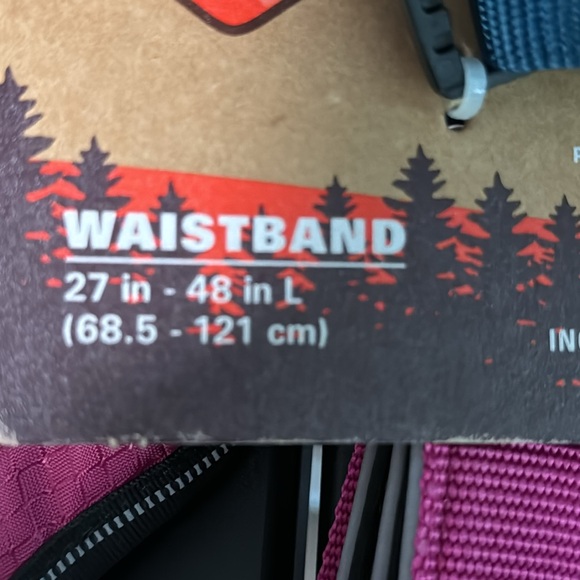 WAISTBAND
27 in - 48 in L
(68.5 - 121 cm)